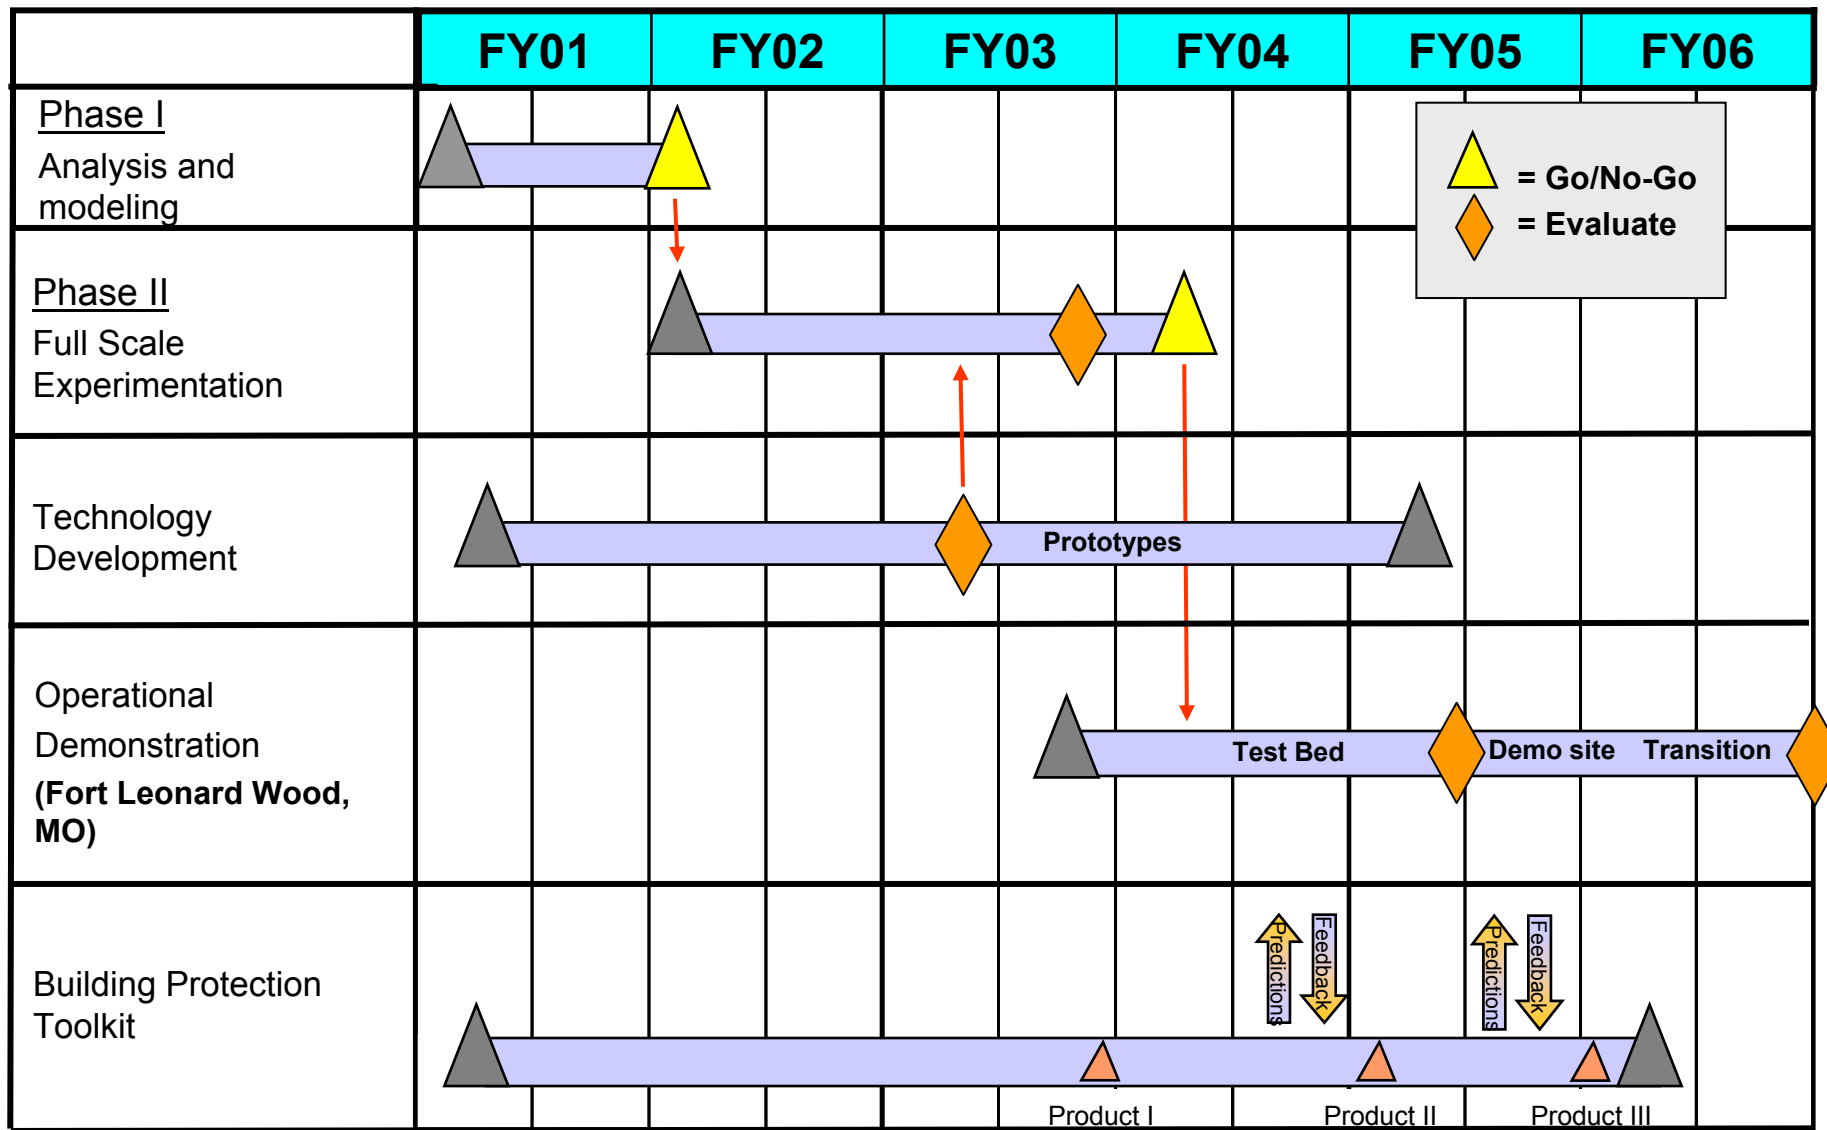 FY01 FY02 FY03 FY04 FY05 FY06
Phase I
Analysis and
modeling
= Go/No-Go
= Evaluate
Phase II
Full Scale
Experimentation
Technology
Development
Prototypes
Operational
Demonstration
(Fort Leonard Wood,
MO)
Test Bed
Demo site
Transition
Building Protection
Toolkit
Predictions
Feedback
Predictions
Feedback
Product I
Product II
Product III